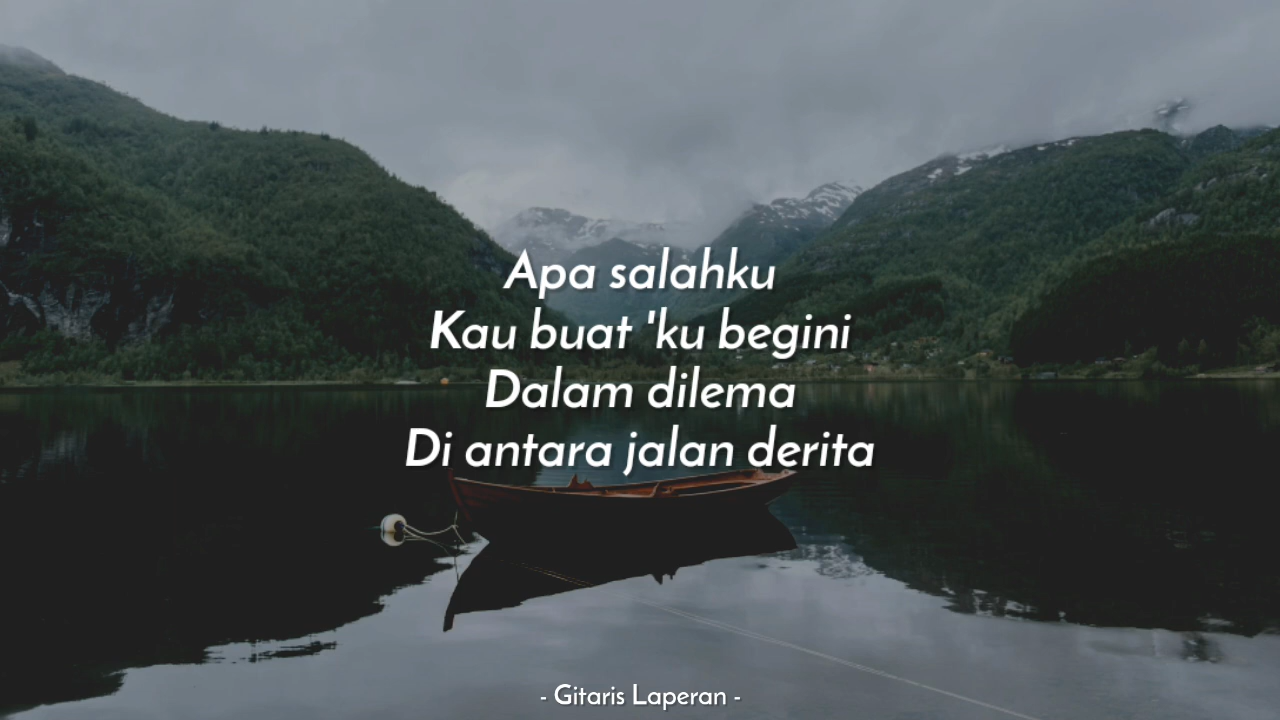 Apa salahku
Kau buat 'ku begini
Dalam dilema
Di antara jalan derita
- Gitaris Laperan -